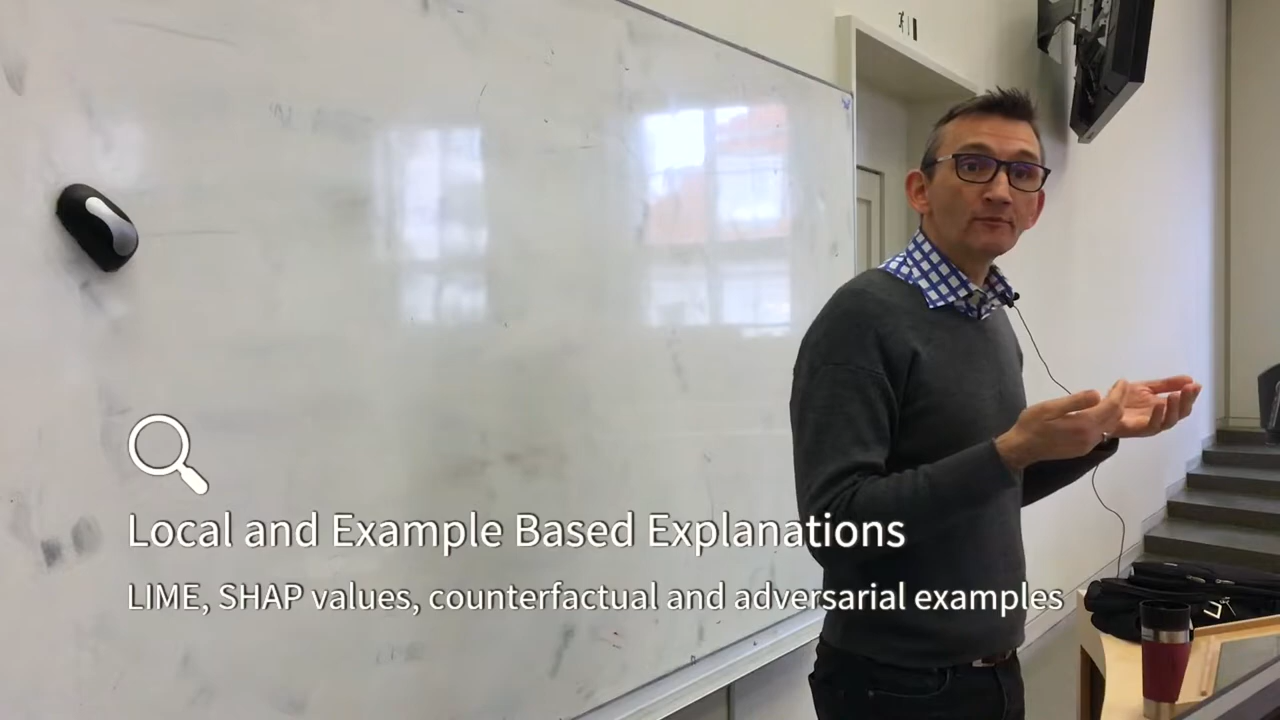 Local and Example Based Explanations
LIME, SHAP values, counterfactual and adversarial examples